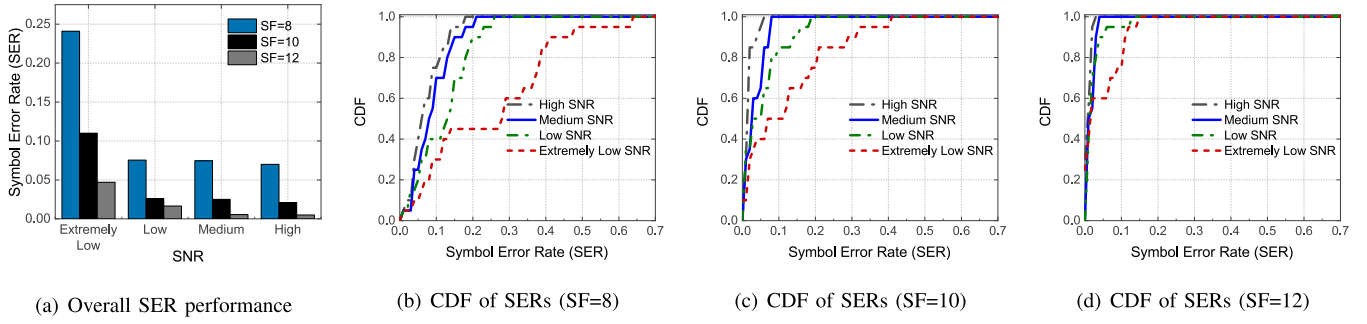 Symbol Error Rate (SER)
0.25
0.20
0.15
0.10
0.05
0.00
SF=8
SF=10
SF=12
Extremely Low
Low
Medium
High
SNR
(a) Overall SER performance
CDF
1.0
0.8
0.6
0.4
0.2
0.0
High SNR
Medium SNR
Low SNR
Extremely Low SNR
0.0 0.1 0.2 0.3 0.4 0.5 0.6 0.7
Symbol Error Rate (SER)
(b) CDF of SERs (SF=8)
CDF
1.0
0.8
0.6
0.4
0.2
0.0
High SNR
Medium SNR
Low SNR
Extremely Low SNR
0.0 0.1 0.2 0.3 0.4 0.5 0.6 0.7
Symbol Error Rate (SER)
(c) CDF of SERs (SF=10)
CDF
1.0
0.8
0.6
0.4
0.2
0.0
High SNR
Medium SNR
Low SNR
Extremely Low SNR
0.0 0.1 0.2 0.3 0.4 0.5 0.6 0.7
Symbol Error Rate (SER)
(d) CDF of SERs (SF=12)